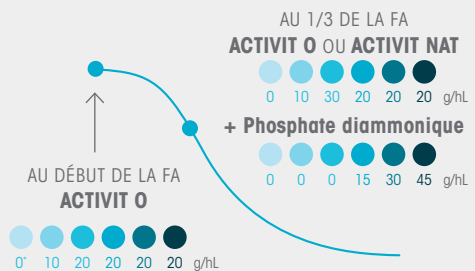 AU 1/3 DE LA FA
ACTIVIT O OU ACTIVIT NAT
0 10 30 20 20 20 g/hL
+ Phosphate diammonique
0 0 0 15 30 45 g/hL
AU DÉBUT DE LA FA
ACTIVIT O
0* 10 20 20 20 20 g/hL